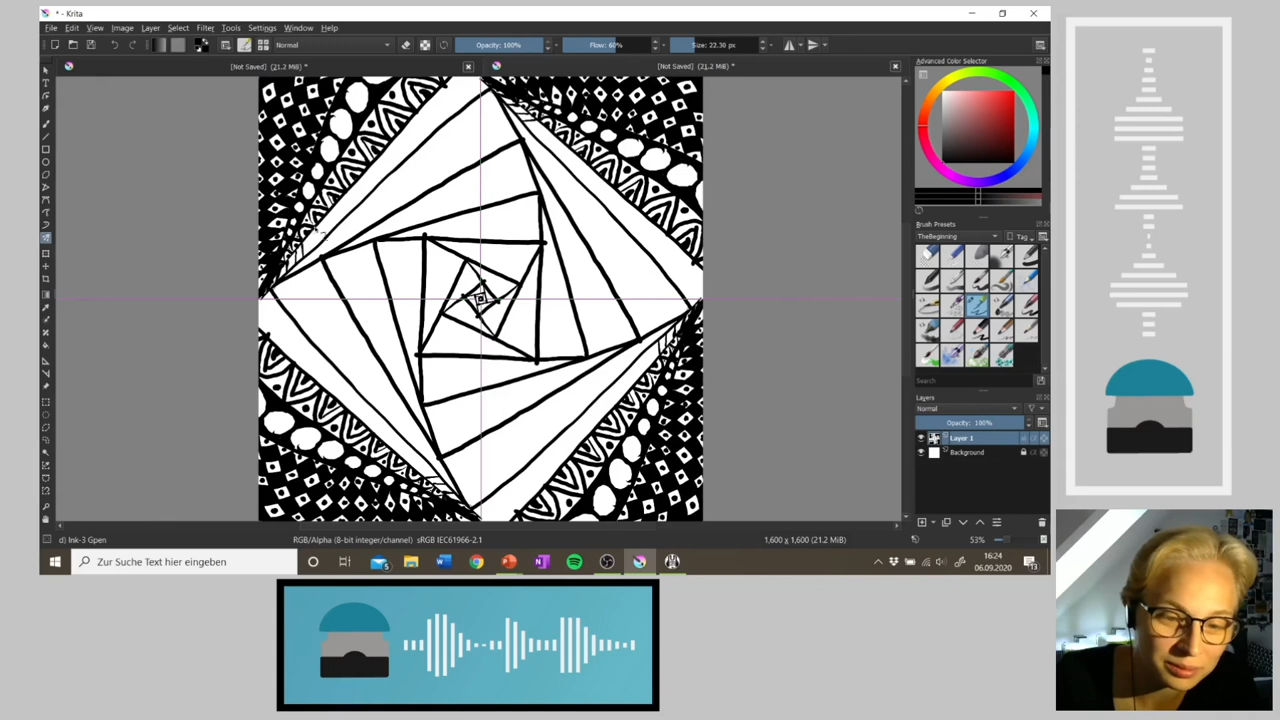 * - Krita
File Edit View Image Layer Select Filter Tools Settings Window Help
Normal Opacity: 100% Flow: 60% Size: 22.30 px
[Not Saved] (21.2 MiB) * [Not Saved] (21.2 MiB) *
Advanced Color Selector
Brush Presets
TheBeginning Tag
Search
Layers
Normal
Opacity: 100%
Layer 1
Background
d) Ink-3 Gpen RGB/Alpha (8-bit integer/channel) sRGB IEC61966-2.1 1,600 x 1,600 (21.2 MiB) 53%
Zur Suche Text hier eingeben
16:24
06.09.2020